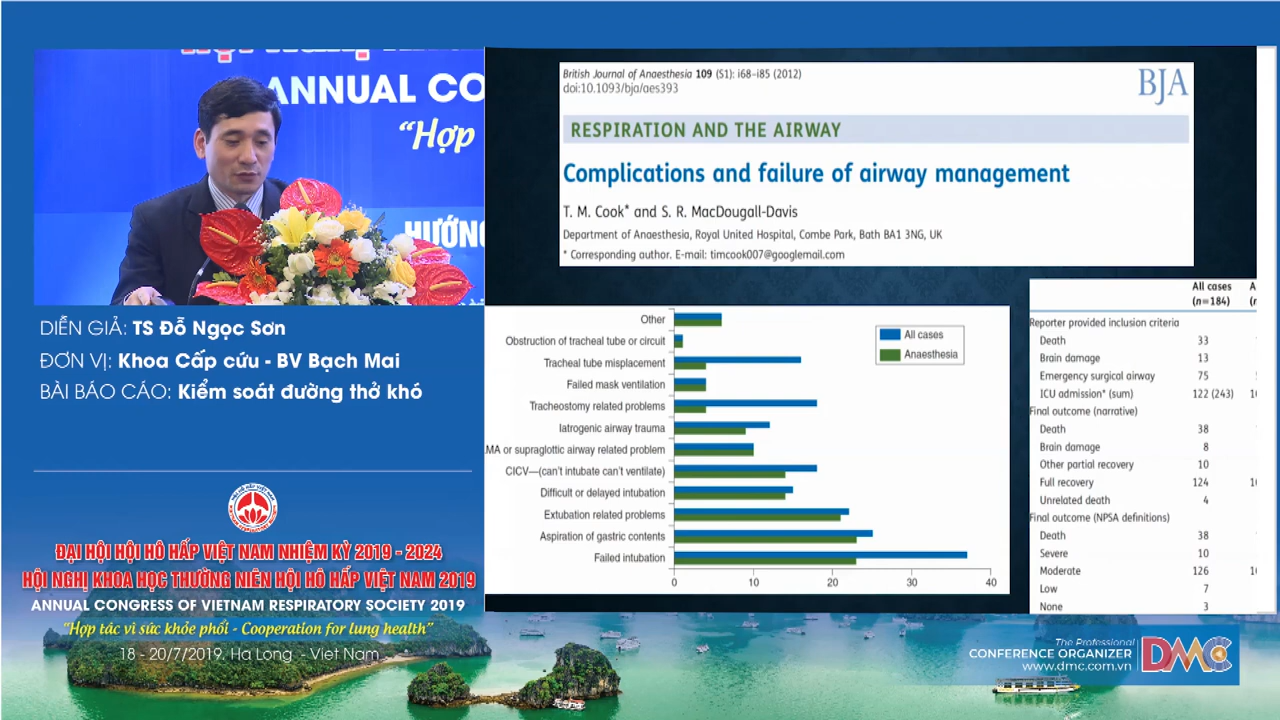 ANNUAL CO
“Hợp
HƯỚNG
DIỄN GIẢ: TS Đỗ Ngọc Sơn
ĐƠN VỊ: Khoa Cấp cứu - BV Bạch Mai
BÀI BÁO CÁO: Kiểm soát đường thở khó
ĐẠI HỘI HỘI HÔ HẤP VIỆT NAM NHIỆM KỲ 2019 - 2024
HỘI NGHỊ KHOA HỌC THƯỜNG NIÊN HỘI HÔ HẤP VIỆT NAM 2019
ANNUAL CONGRESS OF VIETNAM RESPIRATORY SOCIETY 2019
“Hợp tác vì sức khỏe phổi - Cooperation for lung health”
18 - 20/7/2019. Ha Long - Viet Nam
British Journal of Anaesthesia 109 (S1): i68–i85 (2012)
doi:10.1093/bja/aes393
BJA
RESPIRATION AND THE AIRWAY
Complications and failure of airway management
T. M. Cook* and S. R. MacDougall-Davis
Department of Anaesthesia, Royal United Hospital, Combe Park, Bath BA1 3NG, UK
* Corresponding author. E-mail: timcook007@googlemail.com
Other
Obstruction of tracheal tube or circuit
Tracheal tube misplacement
Failed mask ventilation
Tracheostomy related problems
Iatrogenic airway trauma
MA or supraglottic airway related problem
CICV—(can't intubate can't ventilate)
Difficult or delayed intubation
Extubation related problems
Aspiration of gastric contents
Failed intubation
0 10 20 30 40
All cases
Anaesthesia
All cases A
(n=184)
Reporter provided inclusion criteria
Death 33
Brain damage 13
Emergency surgical airway 75
ICU admission* (sum) 122 (243)
Final outcome (narrative)
Death 38
Brain damage 8
Other partial recovery 10
Full recovery 124
Unrelated death 4
Final outcome (NPSA definitions)
Death 38
Severe 10
Moderate 126
Low 7
None 3
The Professional
CONFERENCE ORGANIZER
www.dmc.com.vn
DMC